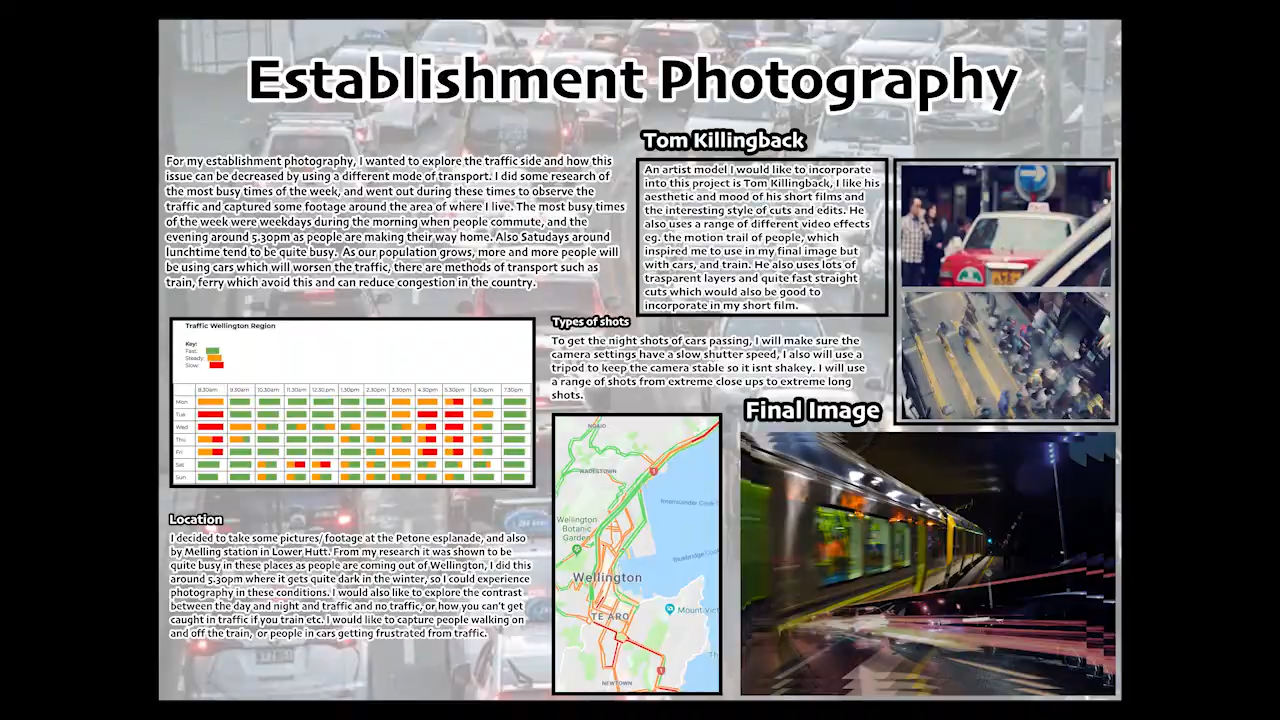 Establishment Photography
For my establishment photography, I wanted to explore the traffic side and how this
issue can be decreased by using a different mode of transport. I did some research of
the most busy times of the week, and went out during these times to observe the
traffic and captured some footage around the area of where I live. The most busy times
of the week were weekdays during the morning when people commute, and the
evening around 5.30pm as people are making their way home. Also Satudays around
lunchtime tend to be quite busy. As our population grows, more and more people will
be using cars which will worsen the traffic, there are methods of transport such as
train, ferry which avoid this and can reduce congestion in the country.
Tom Killingback
An artist model I would like to incorporate
into this project is Tom Killingback, I like his
aesthetic and mood of his short films and
the interesting style of cuts and edits. He
also uses a range of different video effects
eg. the motion trail of people, which
inspired me to use in my final image but
with cars, and train. He also uses lots of
trasparent layers and quite fast straight
cuts which would also be good to
incorporate in my short film.
Traffic Wellington Region
Key:
Fast:
Steady:
Slow:
8.30am 9.30am 10.30am 11.30am 12.30.pm 1.30pm 2.30pm 3.30pm 4.30pm 5.30pm 6.30pm 7.30pm
Mon
Tue
Wed
Thu
Fri
Sat
Sun
Types of shots
To get the night shots of cars passing, I will make sure the
camera settings have a slow shutter speed, I also will use a
tripod to keep the camera stable so it isnt shakey. I will use
a range of shots from extreme close ups to extreme long
shots.
Location
I decided to take some pictures/ footage at the Petone esplanade, and also
by Melling station in Lower Hutt. From my research it was shown to be
quite busy in these places as people are coming out of Wellington, I did this
around 5.30pm where it gets quite dark in the winter, so I could experience
photography in these conditions. I would also like to explore the contrast
between the day and night and traffic and no traffic, or how you can't get
caught in traffic if you train etc. I would like to capture people walking on
and off the train, or people in cars getting frustrated from traffic.
NGAIO
WADESTOWN
1
Wellington
Botanic
Garden
Wellington
TE ARO
Mount Vic
Th
1
NEWTOWN
Final Image